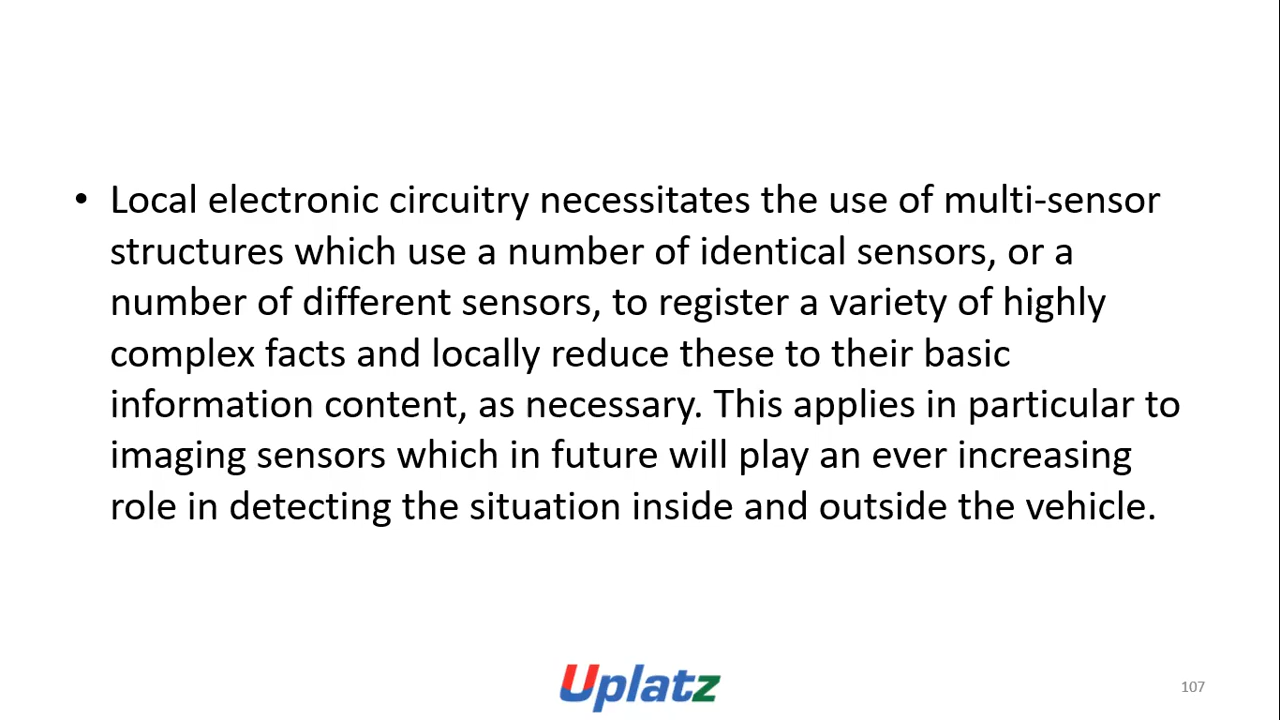 • Local electronic circuitry necessitates the use of multi-sensor
structures which use a number of identical sensors, or a
number of different sensors, to register a variety of highly
complex facts and locally reduce these to their basic
information content, as necessary. This applies in particular to
imaging sensors which in future will play an ever increasing
role in detecting the situation inside and outside the vehicle.
Uplatz
107